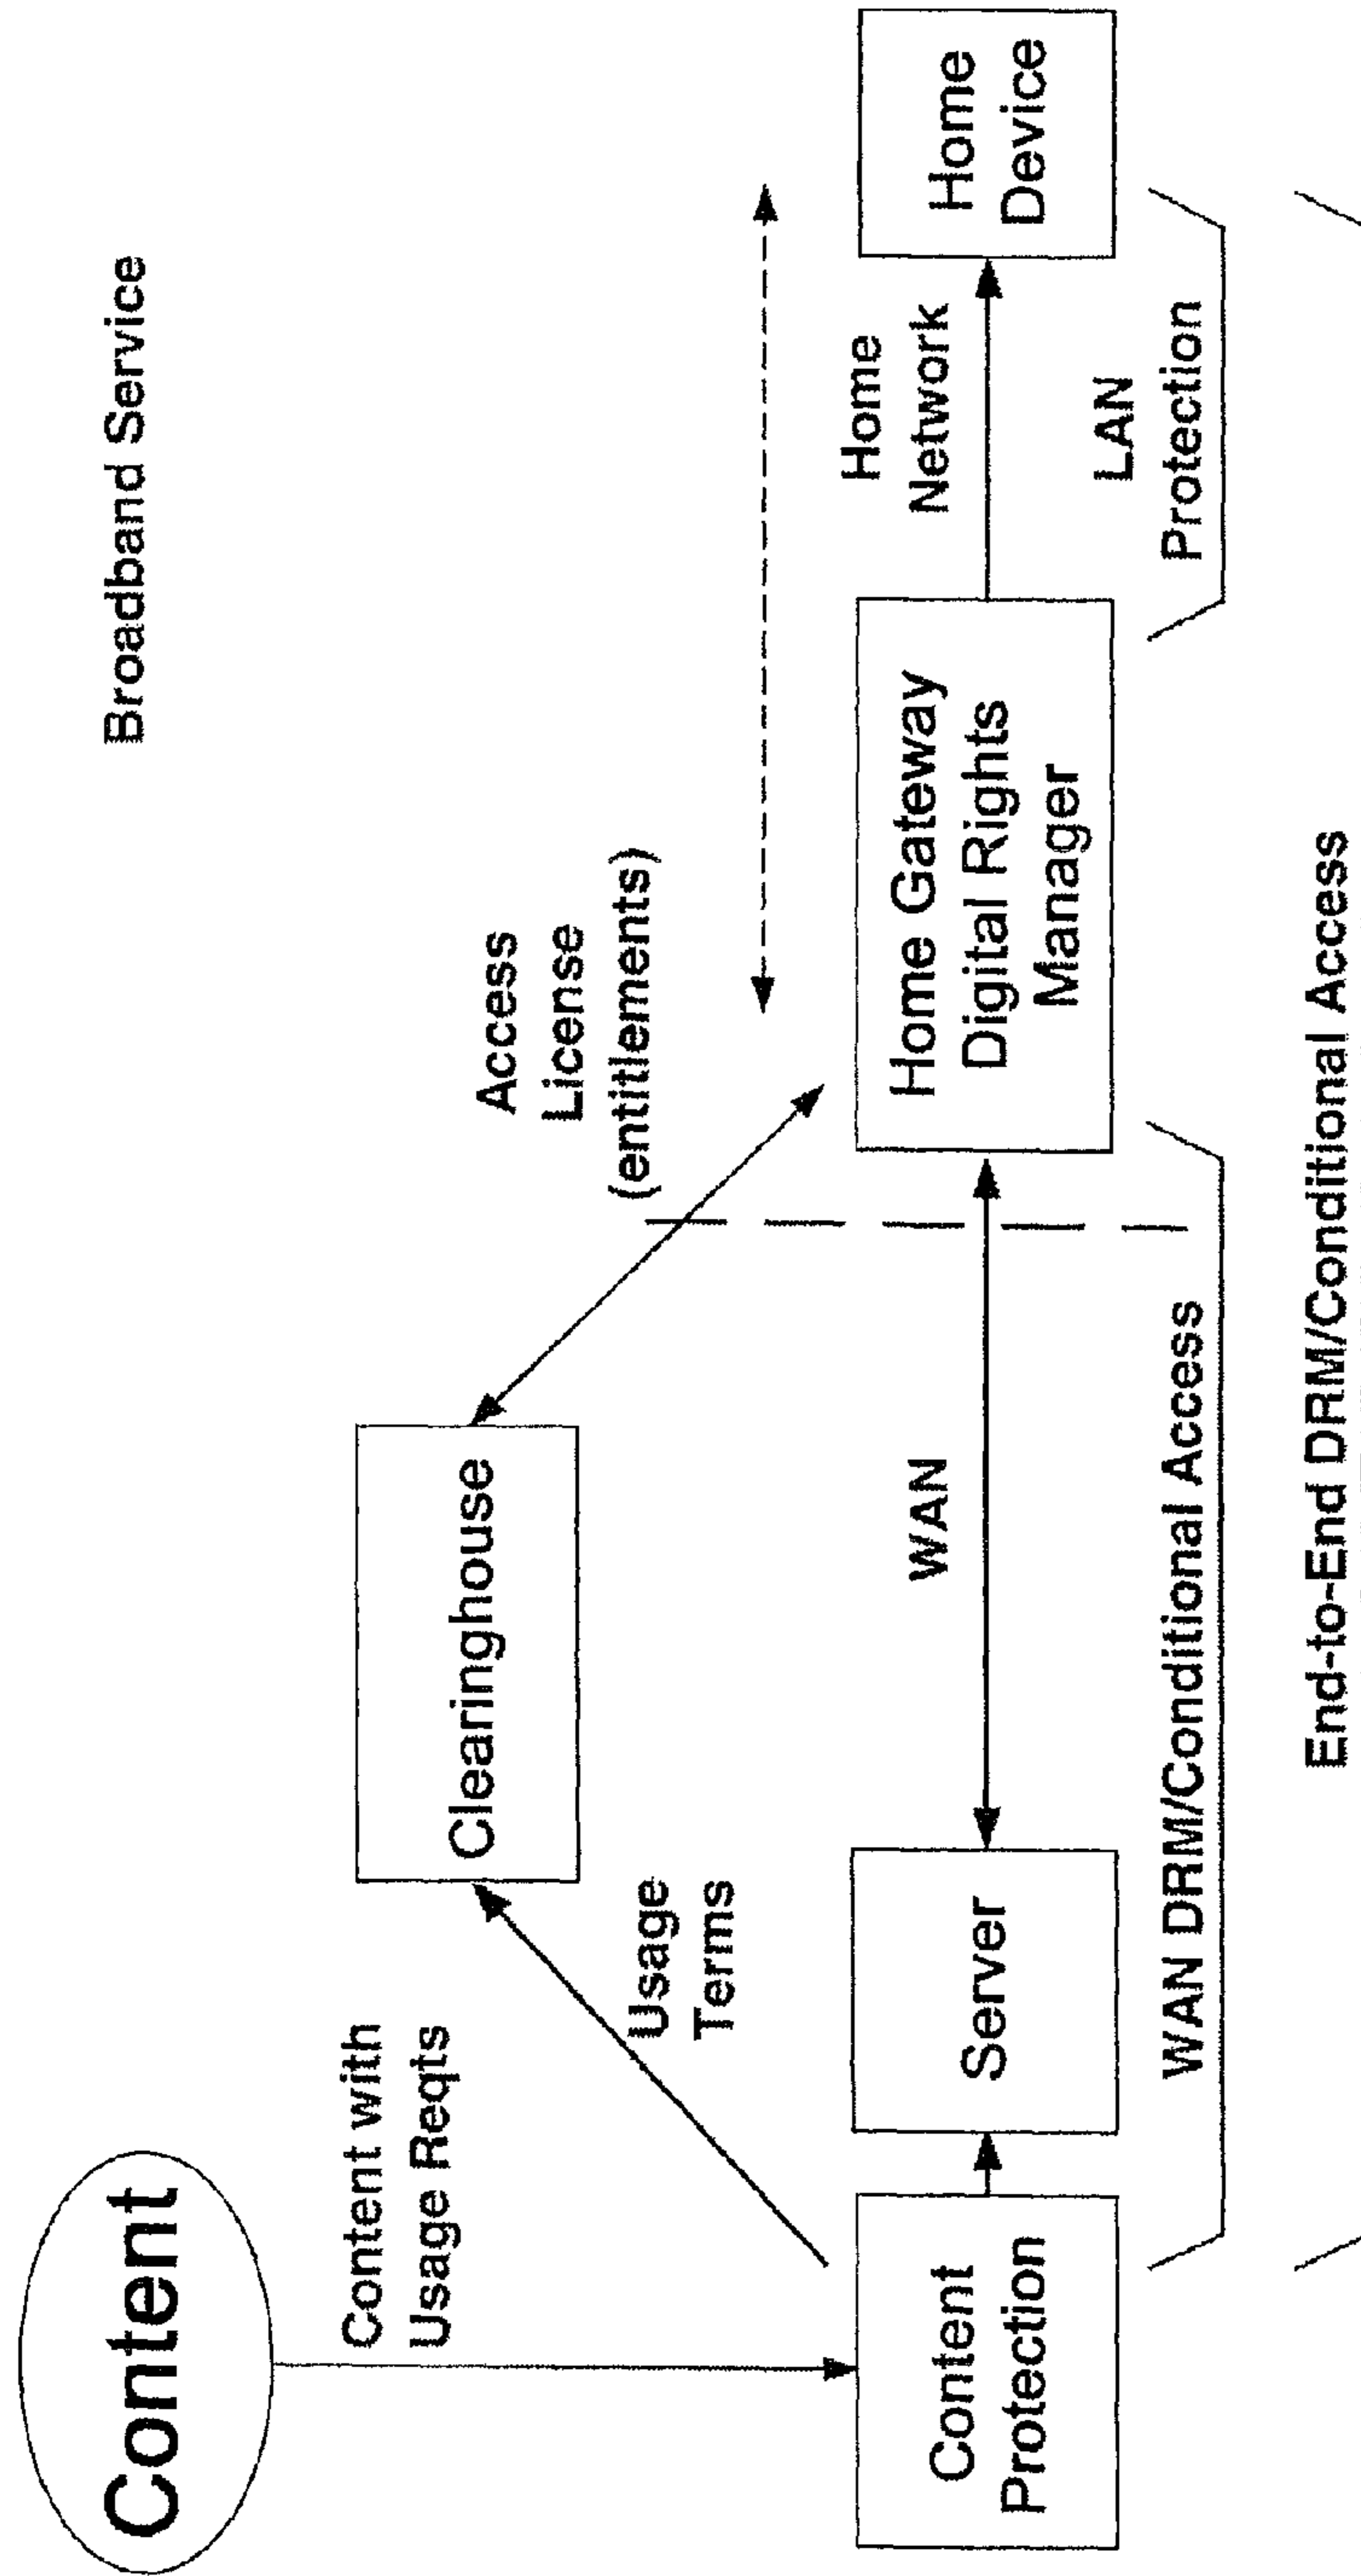 Broadband Service
Content
Content with
Usage Reqts
Clearinghouse
Access
License
(entitlements)
Usage
Terms
Content
Protection
Server
WAN
Home Gateway
Digital Rights
Manager
Home
Network
Home
Device
WAN DRM/Conditional Access
LAN
Protection
End-to-End DRM/Conditional Access